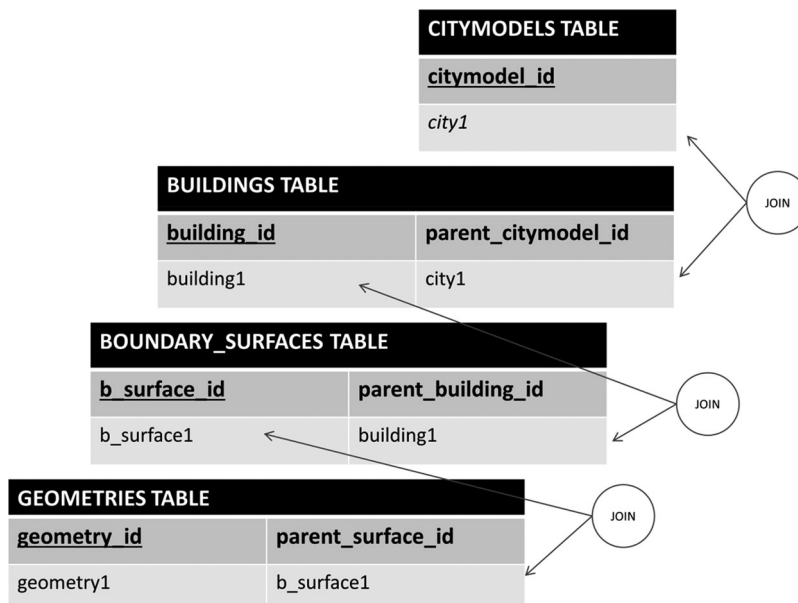 CITYMODELS TABLE
citymodel_id
city1
BUILDINGS TABLE
building_id parent_citymodel_id
building1 city1
JOIN
BOUNDARY_SURFACES TABLE
b_surface_id parent_building_id
b_surface1 building1
JOIN
GEOMETRIES TABLE
geometry_id parent_surface_id
geometry1 b_surface1
JOIN